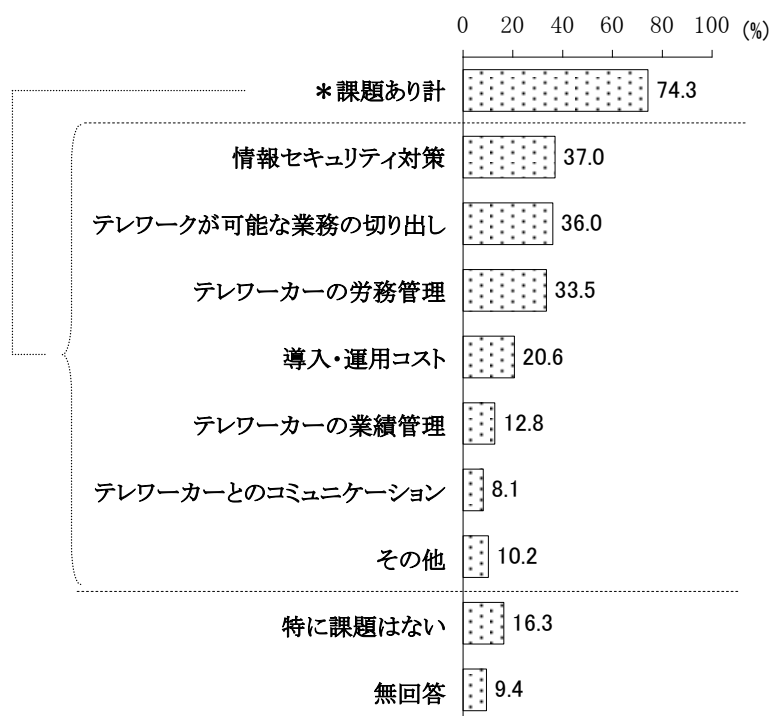 0 20 40 60 80 100 (%)
＊課題あり計 74.3
情報セキュリティ対策 37.0
テレワークが可能な業務の切り出し 36.0
テレワーカーの労務管理 33.5
導入・運用コスト 20.6
テレワーカーの業績管理 12.8
テレワーカーとのコミュニケーション 8.1
その他 10.2
特に課題はない 16.3
無回答 9.4